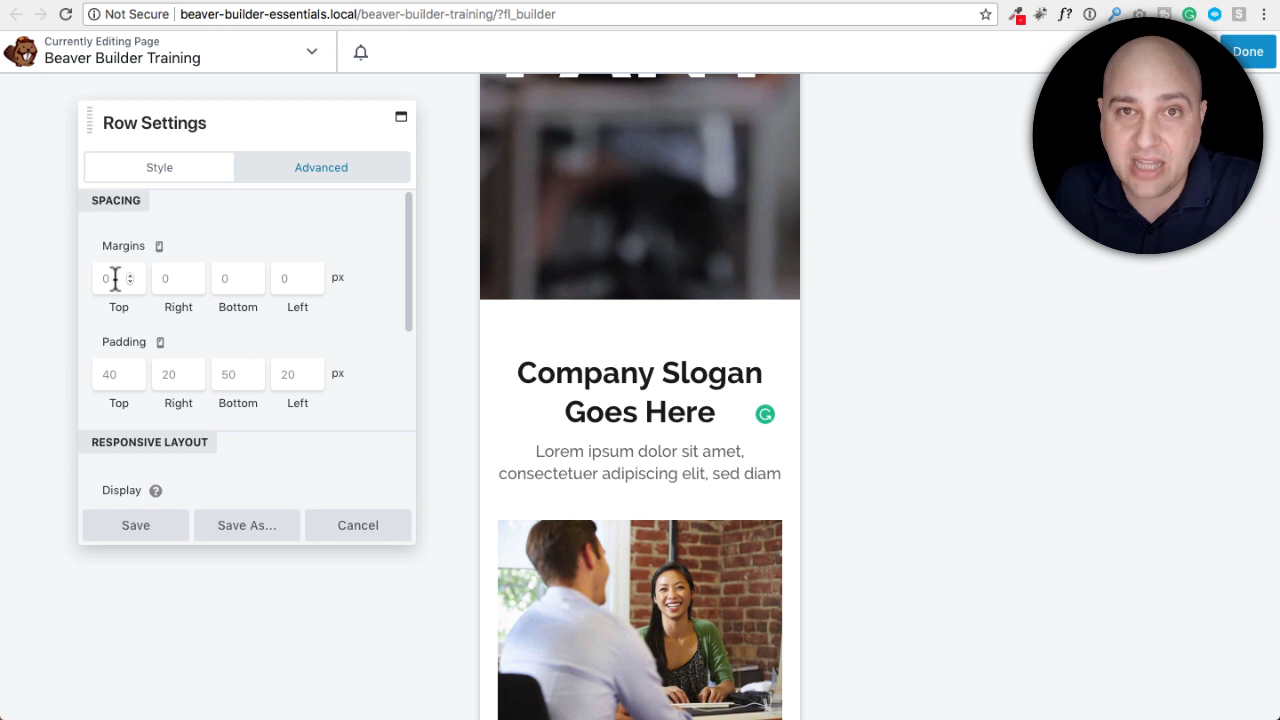 Not Secure
beaver-builder-essentials.local/beaver-builder-training/?fl_builder
Currently Editing Page
Beaver Builder Training
Done
Row Settings
Style
Advanced
SPACING
Margins
0 0 0 0 px
Top Right Bottom Left
Padding
40 20 50 20 px
Top Right Bottom Left
RESPONSIVE LAYOUT
Display
Save Save As... Cancel
Company Slogan
Goes Here
Lorem ipsum dolor sit amet,
consectetuer adipiscing elit, sed diam